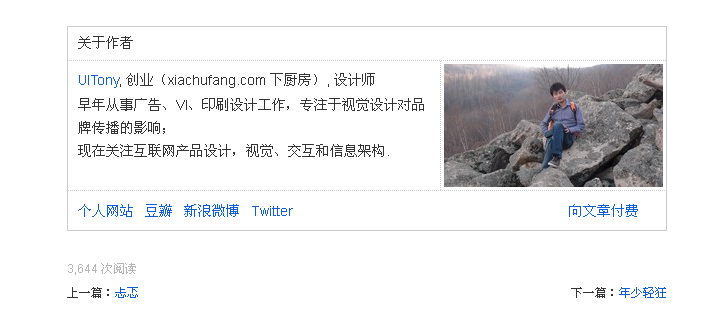 关于作者
UITony, 创业（xiachufang.com 下厨房）, 设计师
早年从事广告、VI、印刷设计工作，专注于视觉设计对品
牌传播的影响；
现在关注互联网产品设计，视觉、交互和信息架构.
个人网站 豆瓣 新浪微博 Twitter 向文章付费
3,644 次阅读
上一篇：忐忑 下一篇：年少轻狂